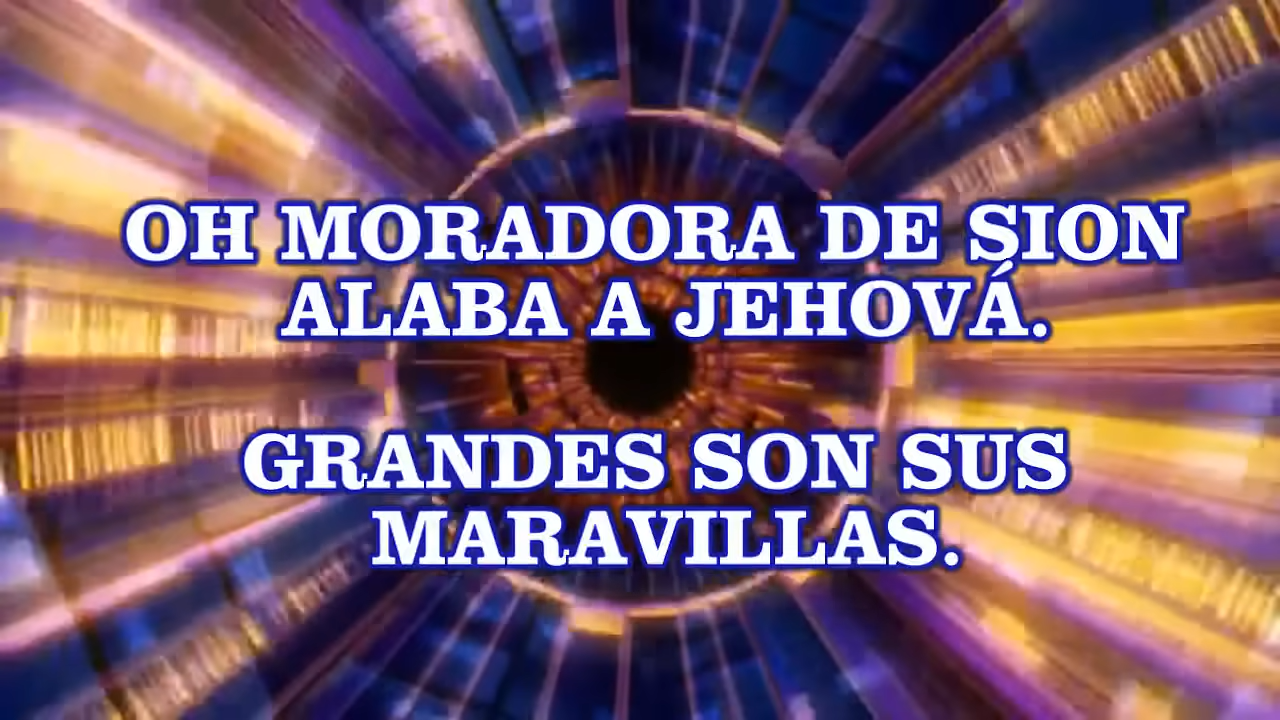 OH MORADORA DE SION
ALABA A JEHOVÁ.
GRANDES SON SUS
MARAVILLAS.